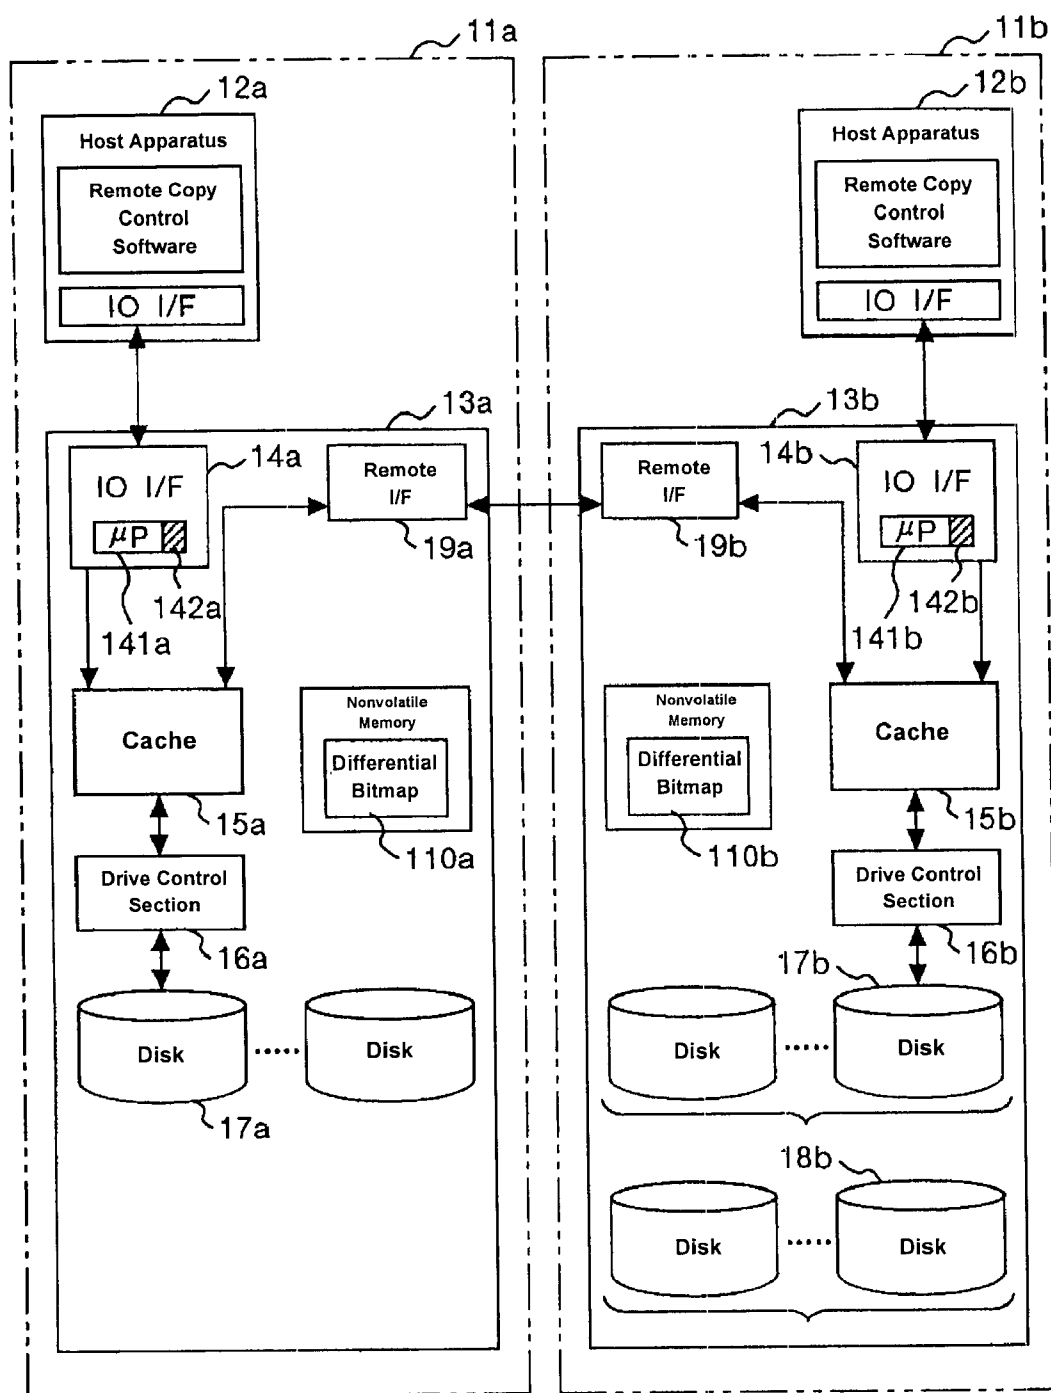 11a
11b
12a
12b
Host Apparatus
Remote Copy
Control
Software
IO I/F
Host Apparatus
Remote Copy
Control
Software
IO I/F
13a
13b
14a
IO I/F
μP
142a
141a
Remote
I/F
19a
Remote
I/F
19b
14b
IO I/F
μP
142b
141b
Cache
15a
Nonvolatile
Memory
Differential
Bitmap
110a
Nonvolatile
Memory
Differential
Bitmap
110b
Cache
15b
Drive Control
Section
16a
Drive Control
Section
16b
17b
Disk
.....
Disk
17a
Disk
.....
Disk
18b
Disk
.....
Disk